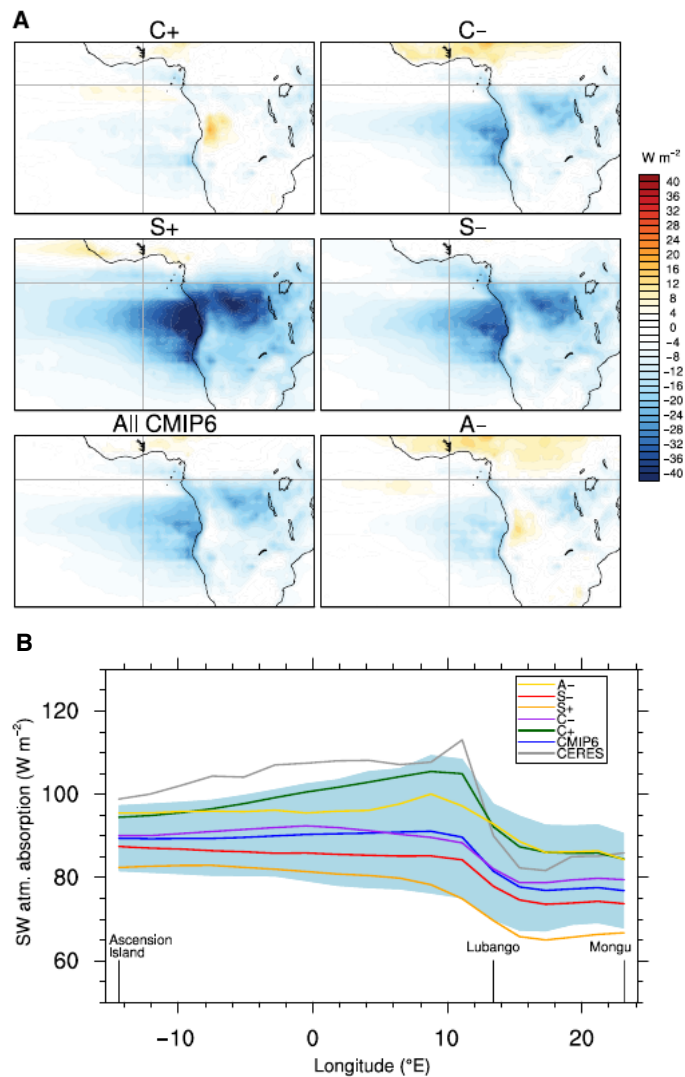 A
C+
C−
S+
S−
All CMIP6
A−
W m−2
40
36
32
28
24
20
16
12
8
4
0
−4
−8
−12
−16
−20
−24
−28
−32
−36
−40
B
SW atm. absorption (W m−2)
120
100
80
60
A−
S−
S+
C−
C+
CMIP6
CERES
Ascension
Island
Lubango
Mongu
−10
0
10
20
Longitude (°E)